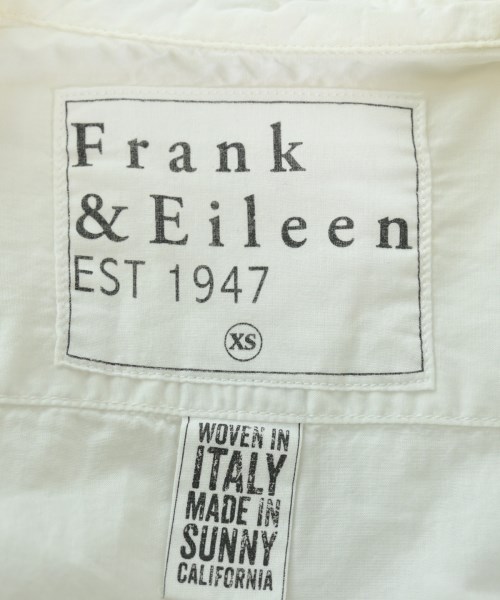 Frank
& Eileen
EST 1947
XS
WOVEN IN
ITALY
MADE IN
SUNNY
CALIFORNIA